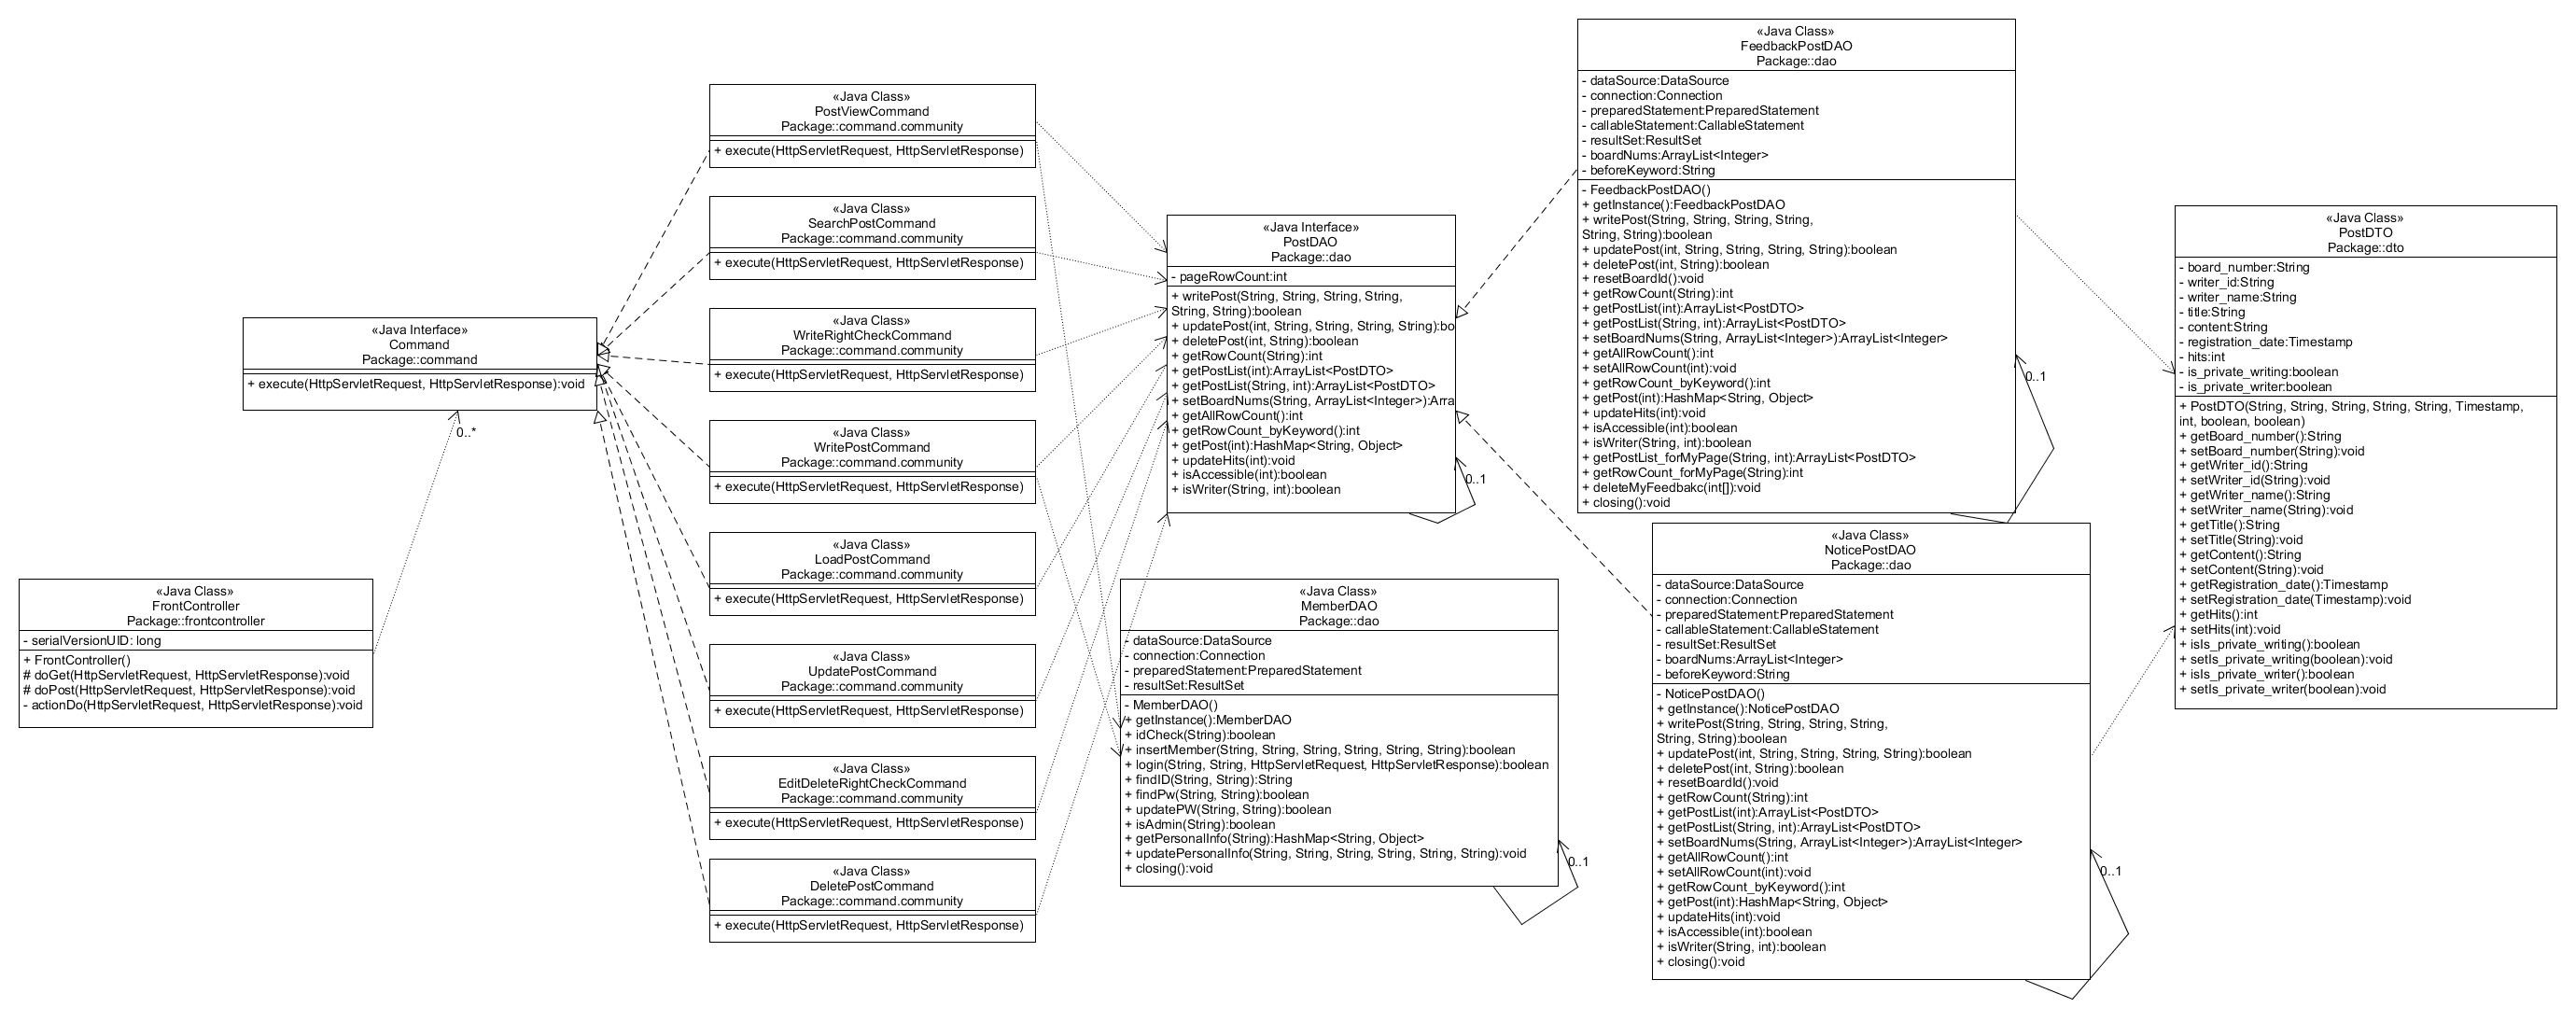 «Java Interface»
Command
Package::command
+ execute(HttpServletRequest, HttpServletResponse):void
0..*
«Java Class»
FrontController
Package::frontcontroller
- serialVersionUID: long
+ FrontController()
# doGet(HttpServletRequest, HttpServletResponse):void
# doPost(HttpServletRequest, HttpServletResponse):void
- actionDo(HttpServletRequest, HttpServletResponse):void
«Java Class»
PostViewCommand
Package::command.community
+ execute(HttpServletRequest, HttpServletResponse)
«Java Class»
SearchPostCommand
Package::command.community
+ execute(HttpServletRequest, HttpServletResponse)
«Java Class»
WriteRightCheckCommand
Package::command.community
+ execute(HttpServletRequest, HttpServletResponse)
«Java Class»
WritePostCommand
Package::command.community
+ execute(HttpServletRequest, HttpServletResponse)
«Java Class»
LoadPostCommand
Package::command.community
+ execute(HttpServletRequest, HttpServletResponse)
«Java Class»
UpdatePostCommand
Package::command.community
+ execute(HttpServletRequest, HttpServletResponse)
«Java Class»
EditDeleteRightCheckCommand
Package::command.community
+ execute(HttpServletRequest, HttpServletResponse)
«Java Class»
DeletePostCommand
Package::command.community
+ execute(HttpServletRequest, HttpServletResponse)
«Java Interface»
PostDAO
Package::dao
- pageRowCount:int
+ writePost(String, String, String, String,
String, String):boolean
+ updatePost(int, String, String, String, String):bo
+ deletePost(int, String):boolean
+ getRowCount(String):int
+ getPostList(int):ArrayList<PostDTO>
+ getPostList(String, int):ArrayList<PostDTO>
+ setBoardNums(String, ArrayList<Integer>):Arra
+ getAllRowCount():int
+ getRowCount_byKeyword():int
+ getPost(int):HashMap<String, Object>
+ updateHits(int):void
+ isAccessible(int):boolean
+ isWriter(String, int):boolean
0..1
«Java Class»
MemberDAO
Package::dao
- dataSource:DataSource
- connection:Connection
- preparedStatement:PreparedStatement
- resultSet:ResultSet
- MemberDAO()
+ getInstance():MemberDAO
+ idCheck(String):boolean
+ insertMember(String, String, String, String, String, String):boolean
+ login(String, String, HttpServletRequest, HttpServletResponse):boolean
+ findID(String, String):String
+ findPw(String, String):boolean
+ updatePW(String, String):boolean
+ isAdmin(String):boolean
+ getPersonalInfo(String):HashMap<String, Object>
+ updatePersonalInfo(String, String, String, String, String, String):void
+ closing():void
0..1
«Java Class»
FeedbackPostDAO
Package::dao
- dataSource:DataSource
- connection:Connection
- preparedStatement:PreparedStatement
- callableStatement:CallableStatement
- resultSet:ResultSet
- boardNums:ArrayList<Integer>
- beforeKeyword:String
- FeedbackPostDAO()
+ getInstance():FeedbackPostDAO
+ writePost(String, String, String, String,
String, String):boolean
+ updatePost(int, String, String, String, String):boolean
+ deletePost(int, String):boolean
+ resetBoardId():void
+ getRowCount(String):int
+ getPostList(int):ArrayList<PostDTO>
+ getPostList(String, int):ArrayList<PostDTO>
+ setBoardNums(String, ArrayList<Integer>):ArrayList<Integer>
+ getAllRowCount():int
+ setAllRowCount(int):void
+ getRowCount_byKeyword():int
+ getPost(int):HashMap<String, Object>
+ updateHits(int):void
+ isAccessible(int):boolean
+ isWriter(String, int):boolean
+ getPostList_forMyPage(String, int):ArrayList<PostDTO>
+ getRowCount_forMyPage(String):int
+ deleteMyFeedbakc(int[]):void
+ closing():void
0..1
«Java Class»
NoticePostDAO
Package::dao
- dataSource:DataSource
- connection:Connection
- preparedStatement:PreparedStatement
- callableStatement:CallableStatement
- resultSet:ResultSet
- boardNums:ArrayList<Integer>
- beforeKeyword:String
- NoticePostDAO()
+ getInstance():NoticePostDAO
+ writePost(String, String, String, String,
String, String):boolean
+ updatePost(int, String, String, String, String):boolean
+ deletePost(int, String):boolean
+ resetBoardId():void
+ getRowCount(String):int
+ getPostList(int):ArrayList<PostDTO>
+ getPostList(String, int):ArrayList<PostDTO>
+ setBoardNums(String, ArrayList<Integer>):ArrayList<Integer>
+ getAllRowCount():int
+ setAllRowCount(int):void
+ getRowCount_byKeyword():int
+ getPost(int):HashMap<String, Object>
+ updateHits(int):void
+ isAccessible(int):boolean
+ isWriter(String, int):boolean
+ closing():void
0..1
«Java Class»
PostDTO
Package::dto
- board_number:String
- writer_id:String
- writer_name:String
- title:String
- content:String
- registration_date:Timestamp
- hits:int
- is_private_writing:boolean
- is_private_writer:boolean
+ PostDTO(String, String, String, String, String, Timestamp,
int, boolean, boolean)
+ getBoard_number():String
+ setBoard_number(String):void
+ getWriter_id():String
+ setWriter_id(String):void
+ getWriter_name():String
+ setWriter_name(String):void
+ getTitle():String
+ setTitle(String):void
+ getContent():String
+ setContent(String):void
+ getRegistration_date():Timestamp
+ setRegistration_date(Timestamp):void
+ getHits():int
+ setHits(int):void
+ isIs_private_writing():boolean
+ setIs_private_writing(boolean):void
+ isIs_private_writer():boolean
+ setIs_private_writer(boolean):void